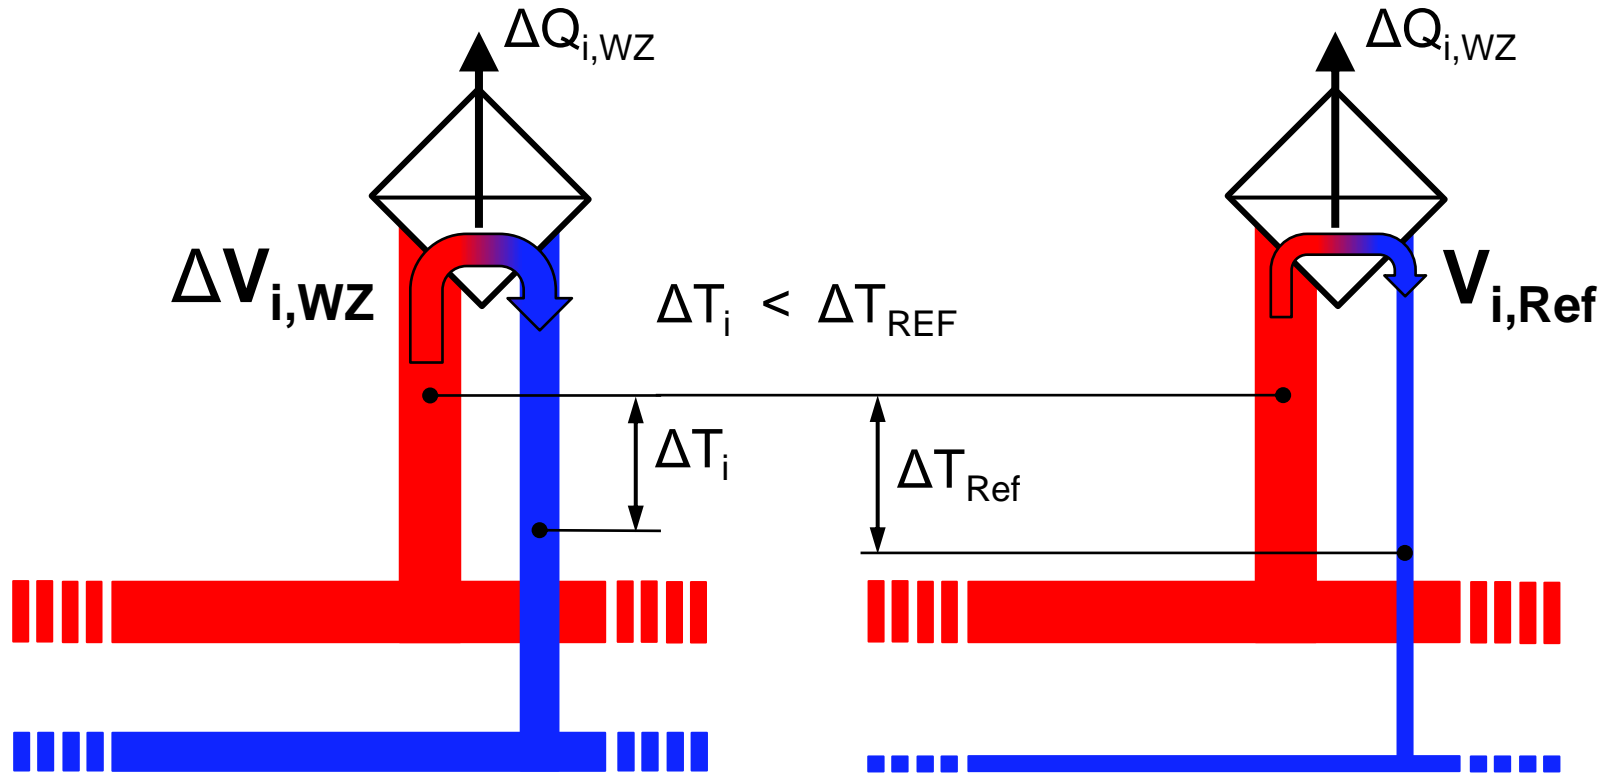 ΔQi,WZ
ΔQi,WZ
ΔVi,WZ
Vi,Ref
ΔTi < ΔTREF
ΔTi
ΔTRef